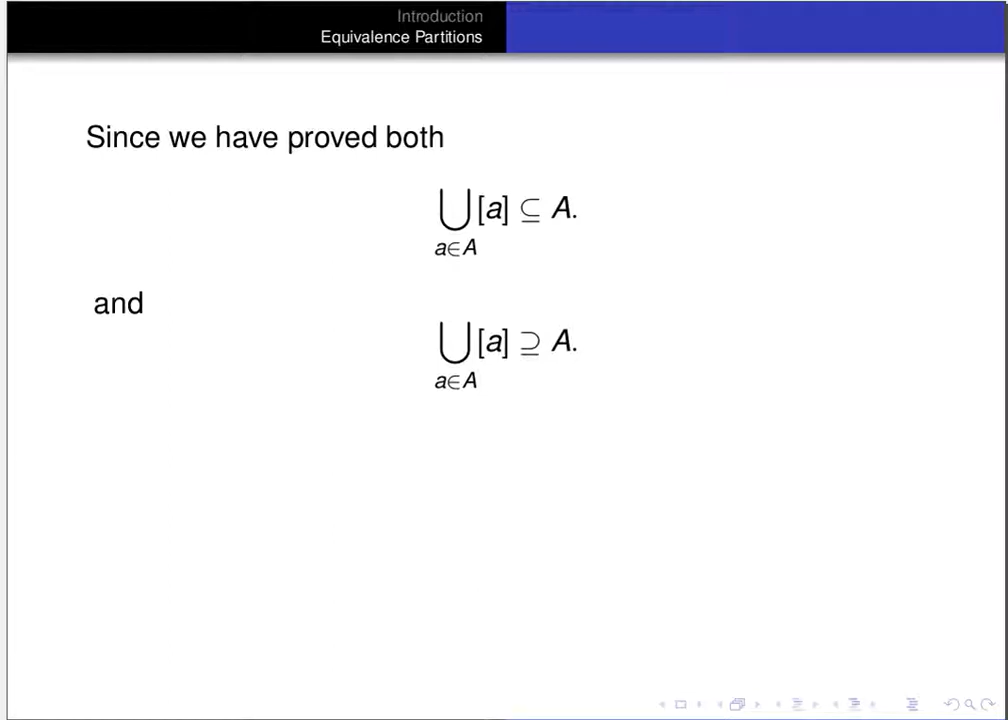 Introduction
Equivalence Partitions
Since we have proved both
⋃[a] ⊆ A.
a∈A
and
⋃[a] ⊇ A.
a∈A